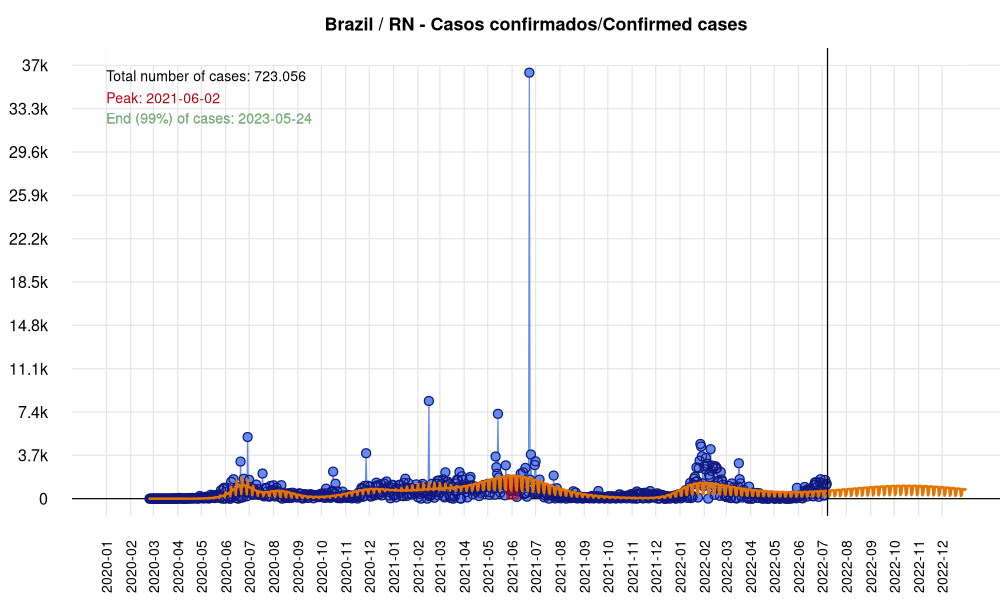 Brazil / RN - Casos confirmados/Confirmed cases
Total number of cases: 723.056
Peak: 2021-06-02
End (99%) of cases: 2023-05-24
37k
33.3k
29.6k
25.9k
22.2k
18.5k
14.8k
11.1k
7.4k
3.7k
0
2020-01
2020-02
2020-03
2020-04
2020-05
2020-06
2020-07
2020-08
2020-09
2020-10
2020-11
2020-12
2021-01
2021-02
2021-03
2021-04
2021-05
2021-06
2021-07
2021-08
2021-09
2021-10
2021-11
2021-12
2022-01
2022-02
2022-03
2022-04
2022-05
2022-06
2022-07
2022-08
2022-09
2022-10
2022-11
2022-12